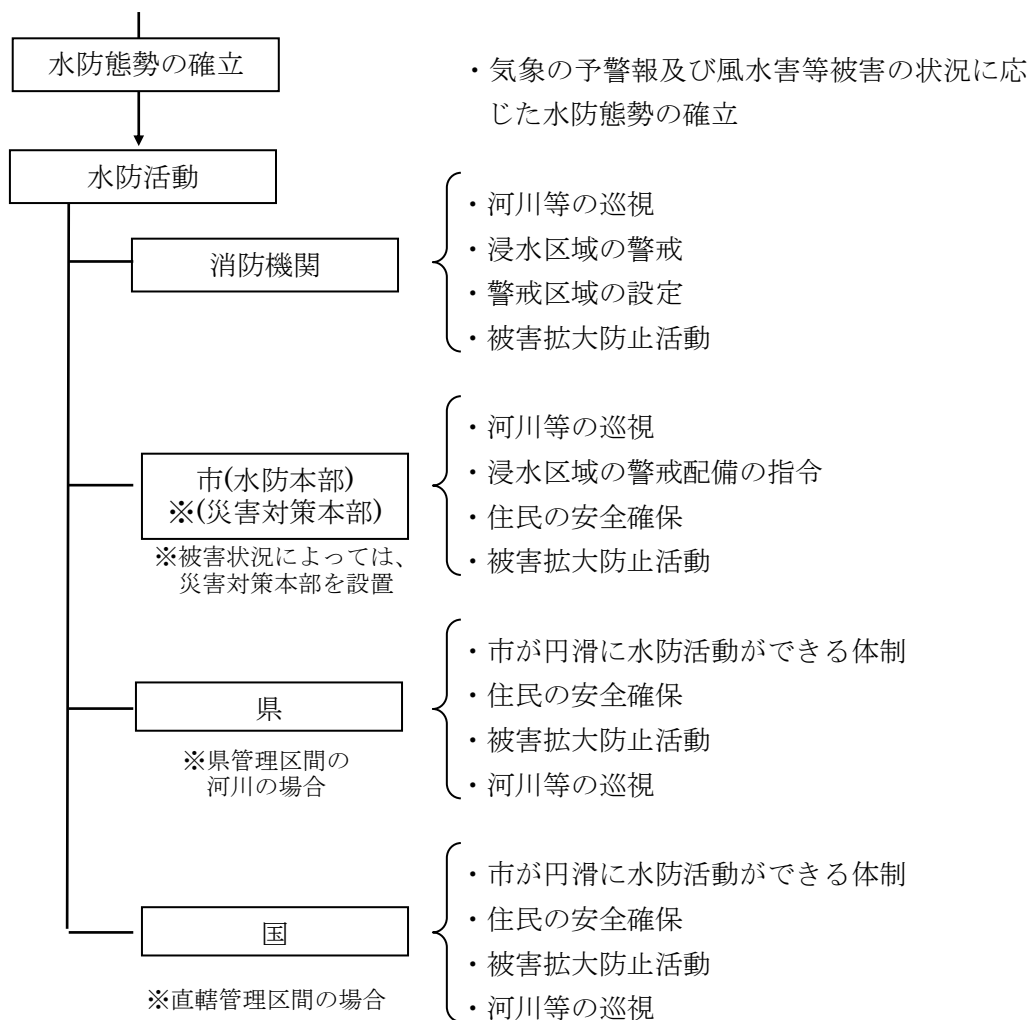 水防態勢の確立
・気象の予警報及び風水害等被害の状況に応
じた水防態勢の確立
水防活動
消防機関
・河川等の巡視
・浸水区域の警戒
・警戒区域の設定
・被害拡大防止活動
市(水防本部)
※(災害対策本部)
※被害状況によっては、
災害対策本部を設置
・河川等の巡視
・浸水区域の警戒配備の指令
・住民の安全確保
・被害拡大防止活動
県
※県管理区間の
河川の場合
・市が円滑に水防活動ができる体制
・住民の安全確保
・被害拡大防止活動
・河川等の巡視
国
※直轄管理区間の場合
・市が円滑に水防活動ができる体制
・住民の安全確保
・被害拡大防止活動
・河川等の巡視